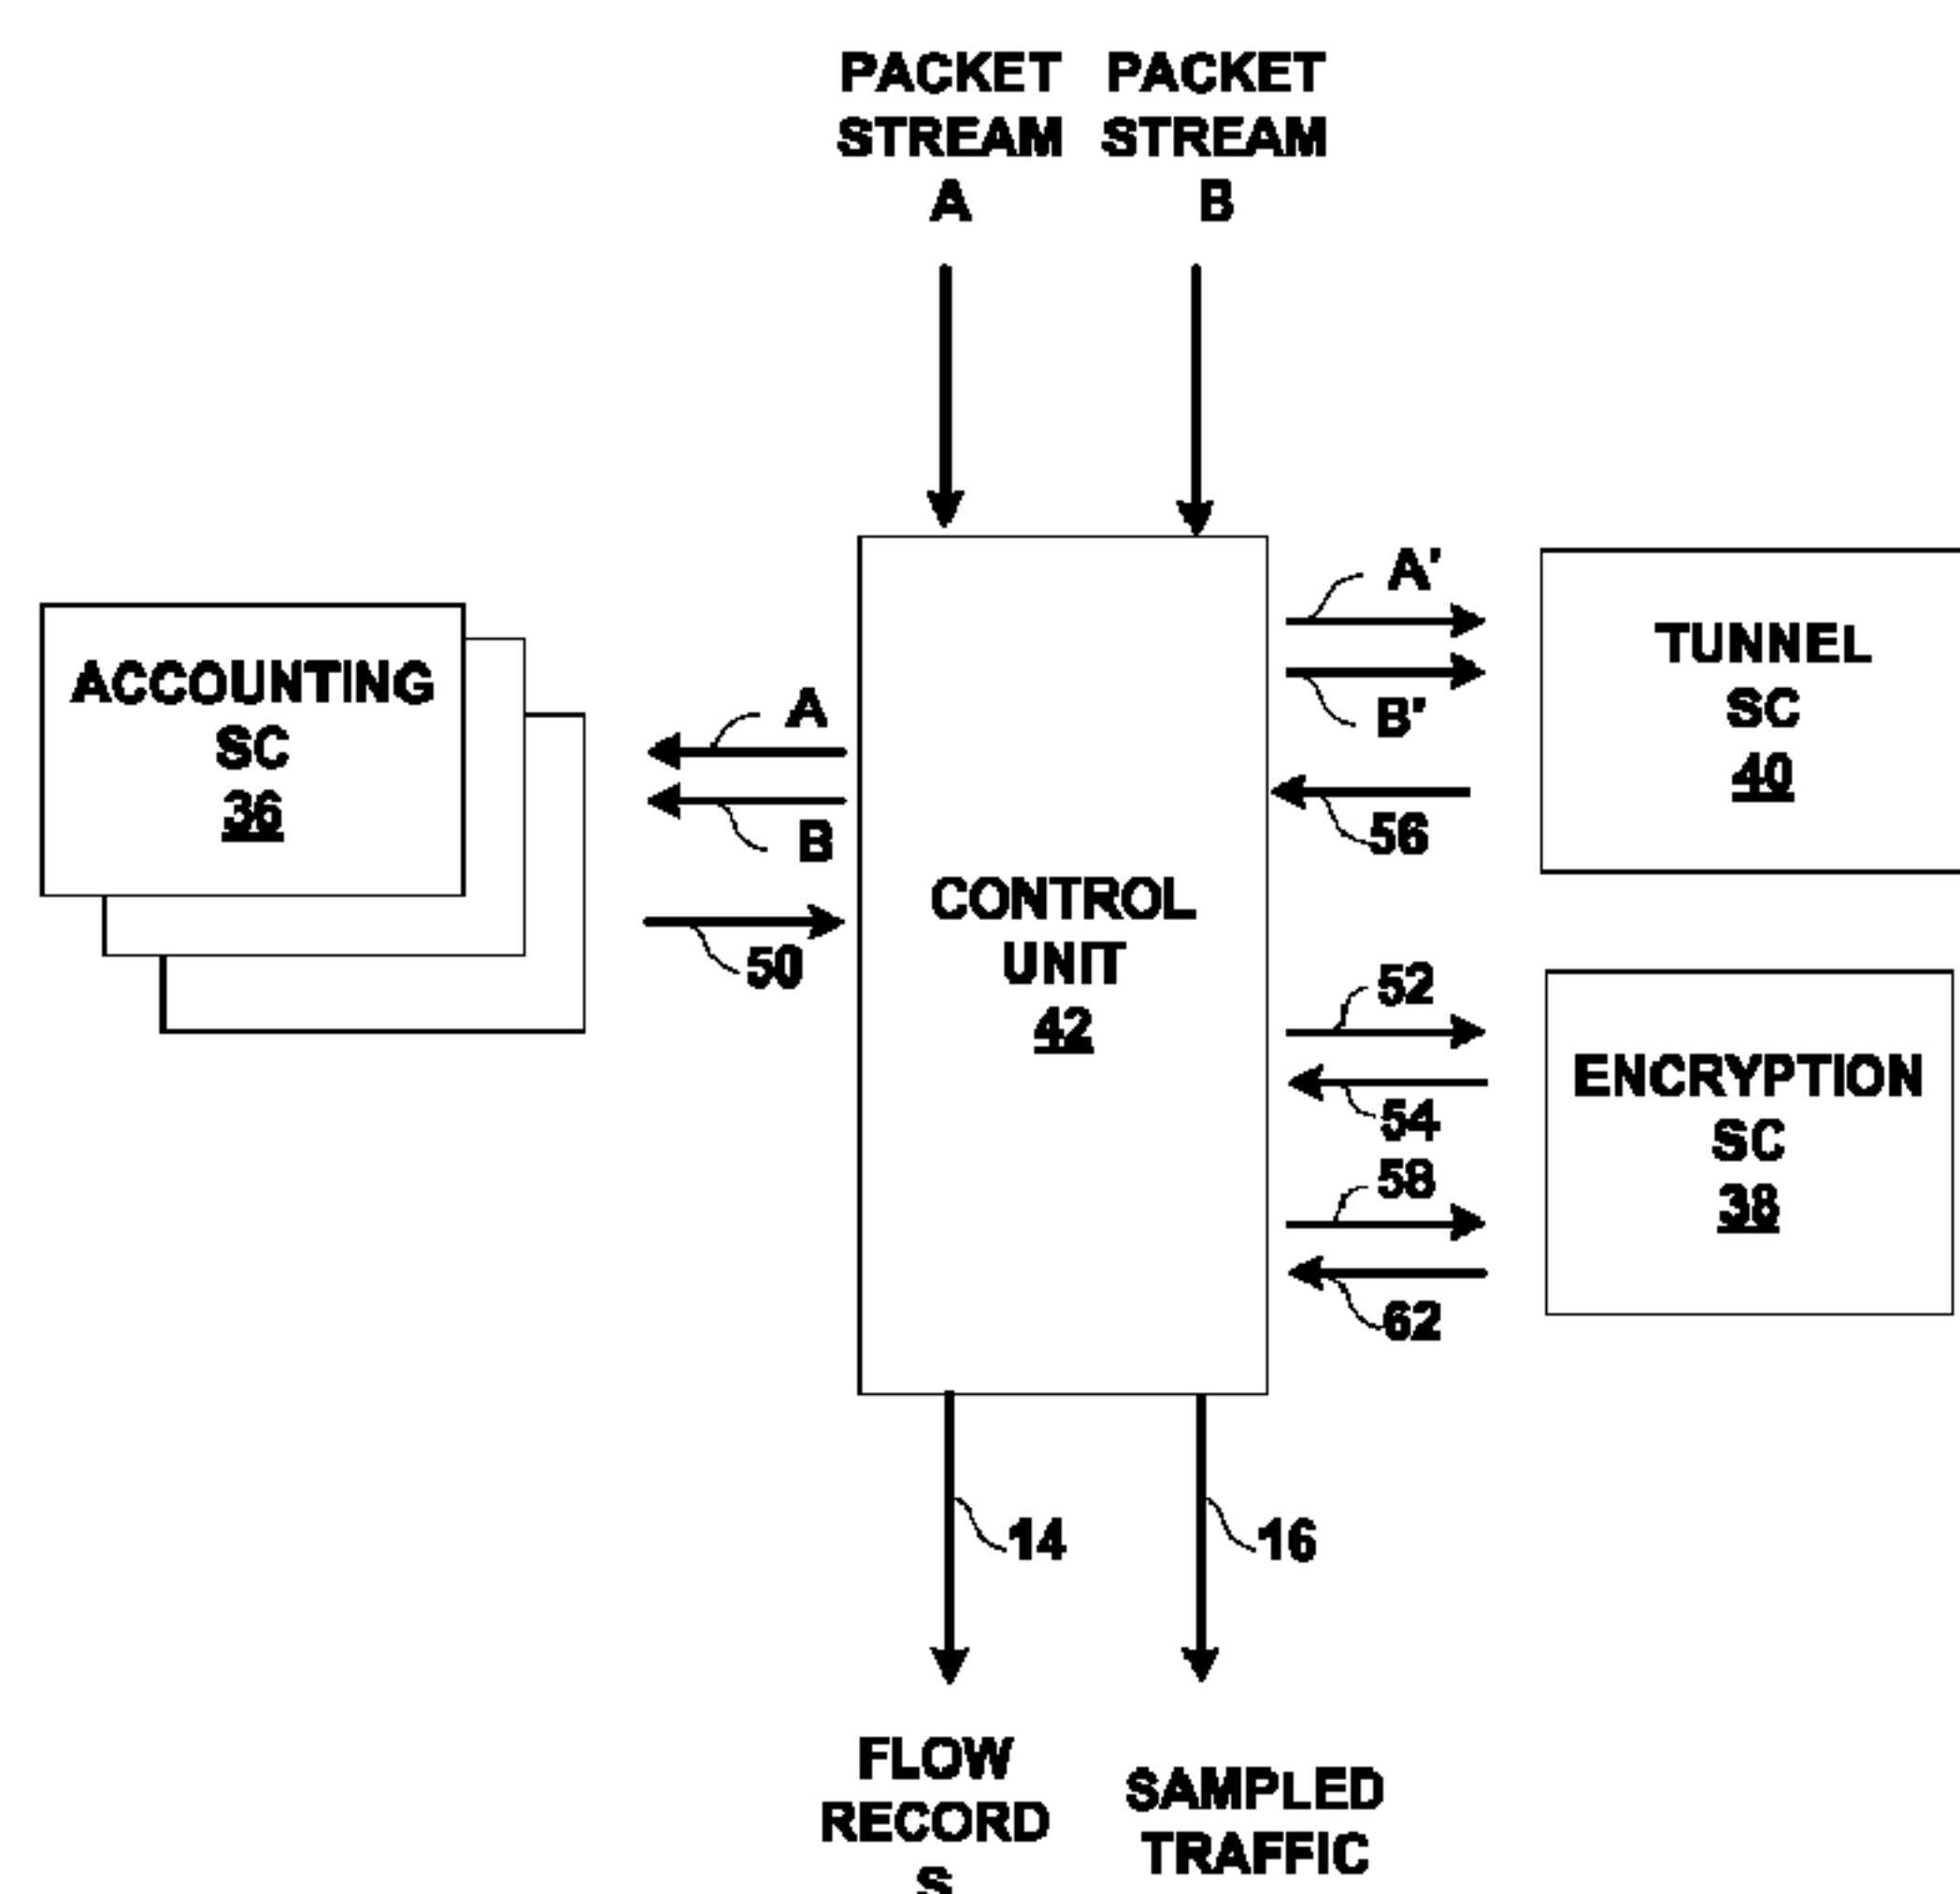 PACKET
STREAM
A
PACKET
STREAM
B
ACCOUNTING
SC
36
A
B
50
CONTROL
UNIT
42
A'
B'
56
TUNNEL
SC
40
52
54
58
62
ENCRYPTION
SC
38
14
16
FLOW
RECORD
S
SAMPLED
TRAFFIC